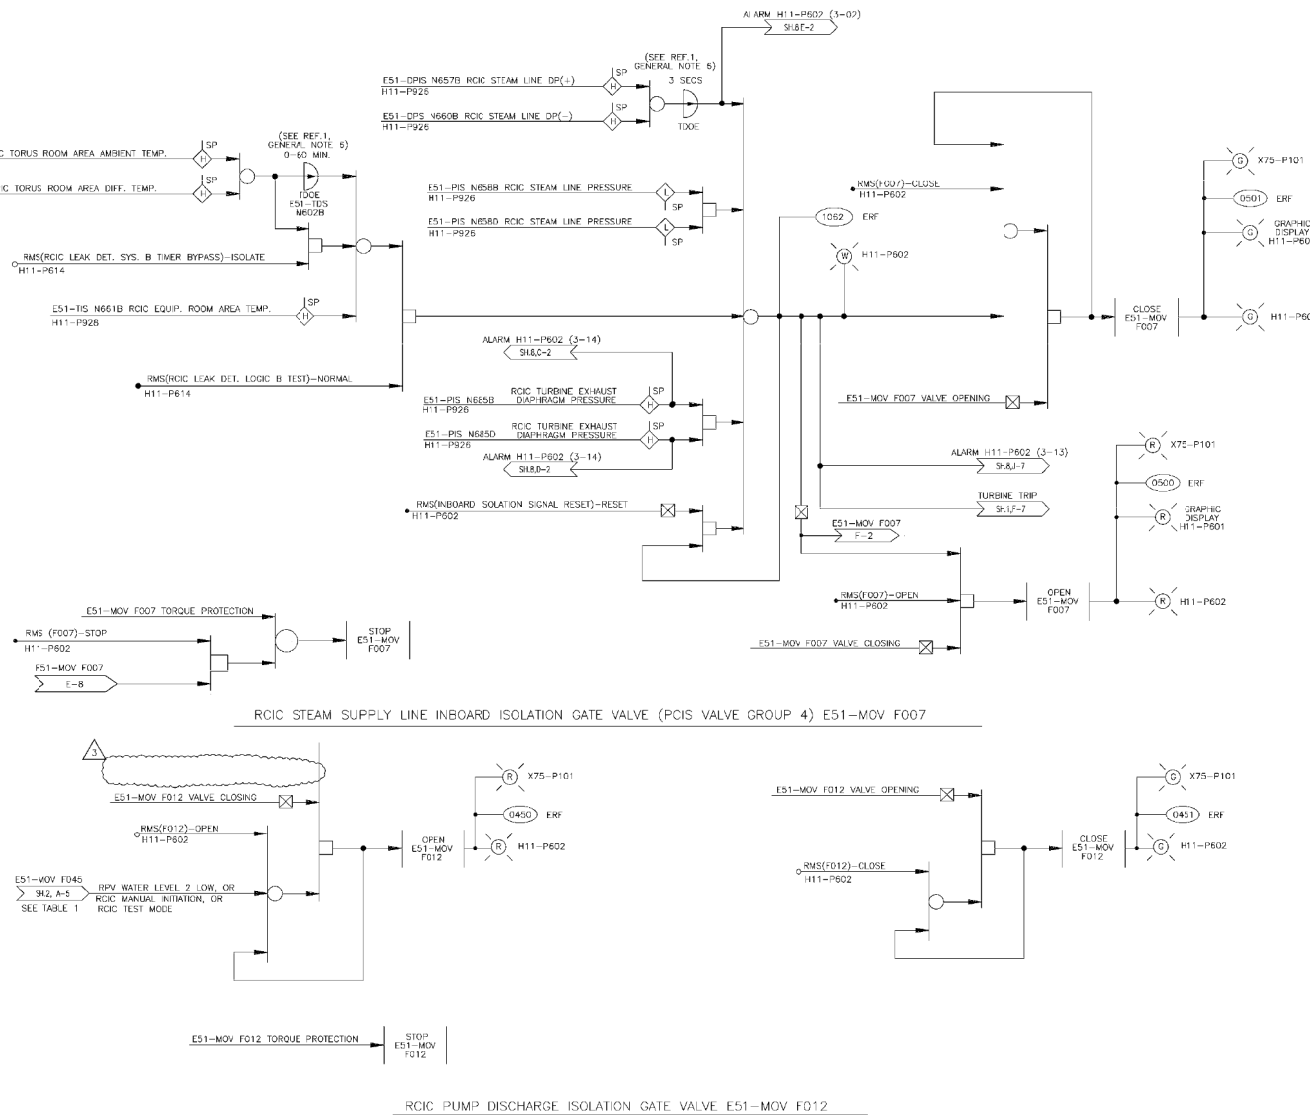 ALARM H11-P602 (3-02)
SH.8E-2
(SEE REF.1,
GENERAL NOTE 5)
3 SECS
E51-DPIS N657B RCIC STEAM LINE DP(+)
H11-P926
SP
H
E51-DPS N660B RCIC STEAM LINE DP(-)
H11-P926
SP
H
TDOE
(SEE REF.1,
GENERAL NOTE 5)
0-60 MIN.
TORUS ROOM AREA AMBIENT TEMP.
SP
H
TORUS ROOM AREA DIFF. TEMP.
SP
H
TDOE
E51-TDS
N602B
E51-PIS N658B RCIC STEAM LINE PRESSURE
H11-P926
L
SP
E51-PIS N658D RCIC STEAM LINE PRESSURE
H11-P926
L
SP
RMS(F007)-CLOSE
H11-P602
1062 ERF
W H11-P602
G X75-P101
0501 ERF
G GRAPHIC
DISPLAY
RMS(RCIC LEAK DET. SYS. B TIMER BYPASS)-ISOLATE
H11-P614
E51-TIS N661B RCIC EQUIP. ROOM AREA TEMP.
H11-P928
SP
H
CLOSE
E51-MOV
F007
G
ALARM H11-P602 (3-14)
SH.8,C-2
RMS(RCIC LEAK DET. LOGIC B TEST)-NORMAL
H11-P614
E51-PIS N685B RCIC TURBINE EXHAUST
DIAPHRAGM PRESSURE
H11-P926
SP
H
E51-PIS N685D RCIC TURBINE EXHAUST
DIAPHRAGM PRESSURE
H11-P926
SP
H
ALARM H11-P602 (3-14)
SH.8,D-2
E51-MOV F007 VALVE OPENING
ALARM H11-P602 (3-13)
SH.8,J-7
TURBINE TRIP
SH.1,F-7
R X75-P101
0500 ERF
R GRAPHIC
DISPLAY
H11-P601
RMS(INBOARD SOLATION SIGNAL RESET)-RESET
H11-P602
E51-MOV F007
F-2
RMS(F007)-OPEN
H11-P602
OPEN
E51-MOV
F007
R H11-P602
E51-MOV F007 VALVE CLOSING
E51-MOV F007 TORQUE PROTECTION
RMS (F007)-STOP
H11-P602
E51-MOV F007
E-8
STOP
E51-MOV
F007
RCIC STEAM SUPPLY LINE INBOARD ISOLATION GATE VALVE (PCIS VALVE GROUP 4) E51-MOV F007
3
E51-MOV F012 VALVE CLOSING
RMS(F012)-OPEN
H11-P602
E51-MOV F045
SH.2, A-5
SEE TABLE 1
RPV WATER LEVEL 2 LOW, OR
RCIC MANUAL INITIATION, OR
RCIC TEST MODE
OPEN
E51-MOV
F012
R X75-P101
0450 ERF
R H11-P602
E51-MOV F012 VALVE OPENING
RMS(F012)-CLOSE
H11-P602
CLOSE
E51-MOV
F012
G X75-P101
0451 ERF
G H11-P602
E51-MOV F012 TORQUE PROTECTION
STOP
E51-MOV
F012
RCIC PUMP DISCHARGE ISOLATION GATE VALVE E51-MOV F012